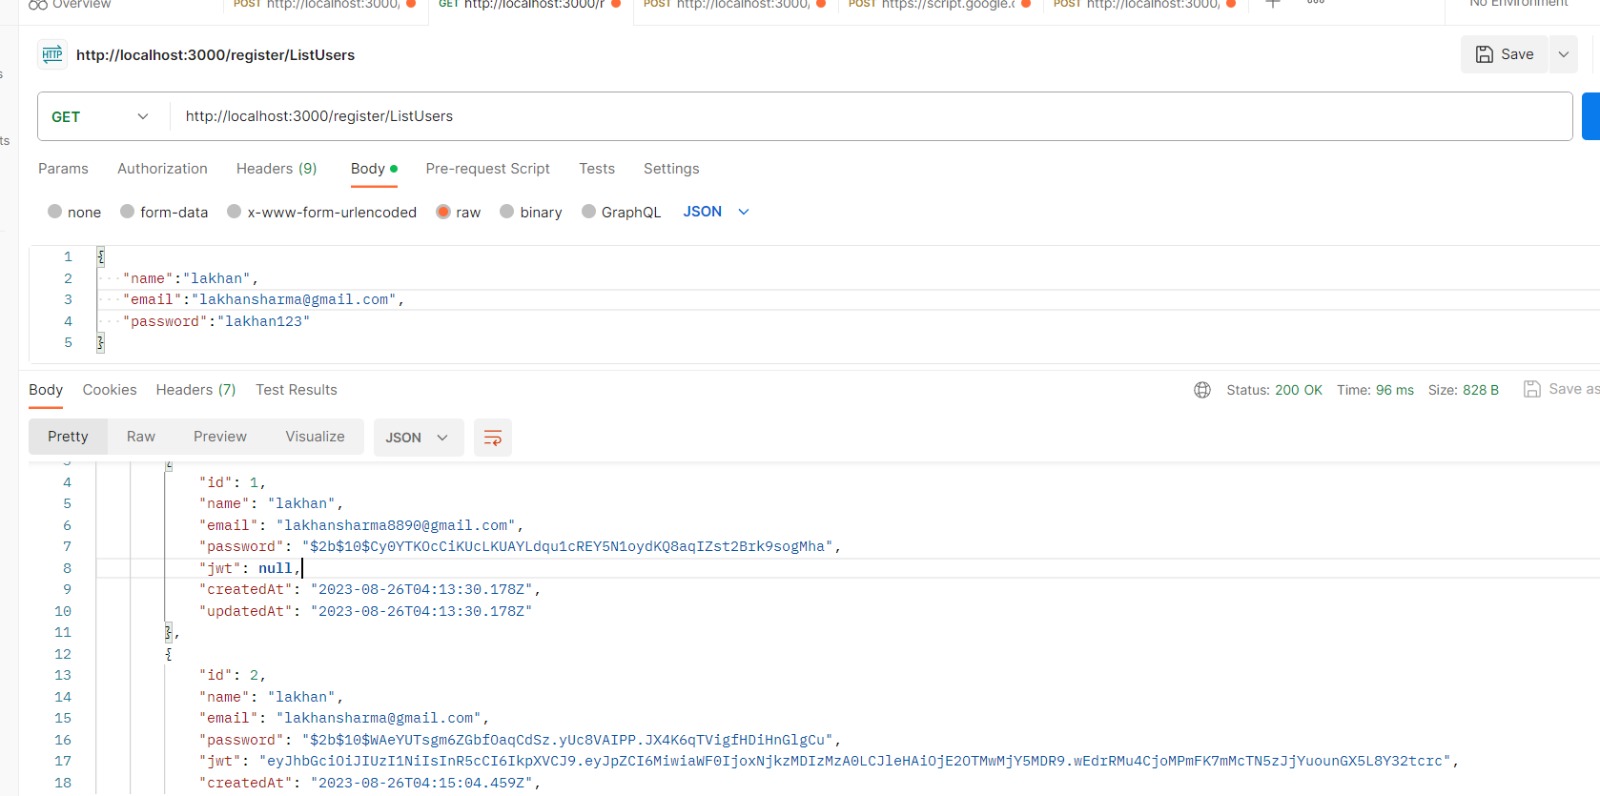 Overview POST http://localhost:3000, GET http://localhost:3000/r POST http://localhost:3000, POST https://script.google.c POST http://localhost:3000, No Environment
HTTP http://localhost:3000/register/ListUsers Save
s
GET http://localhost:3000/register/ListUsers
ts
Params Authorization Headers (9) Body Pre-request Script Tests Settings
none form-data x-www-form-urlencoded raw binary GraphQL JSON
1 {
2 "name":"lakhan",
3 "email":"lakhansharma@gmail.com",
4 "password":"lakhan123"
5 }
Body Cookies Headers (7) Test Results Status: 200 OK Time: 96 ms Size: 828 B Save as
Pretty Raw Preview Visualize JSON
3 {
4 "id": 1,
5 "name": "lakhan",
6 "email": "lakhansharma8890@gmail.com",
7 "password": "$2b$10$Cy0YTKOcCiKUcLKUAYLdqu1cREY5N1oydKQ8aqIZst2Brk9sogMha",
8 "jwt": null,
9 "createdAt": "2023-08-26T04:13:30.178Z",
10 "updatedAt": "2023-08-26T04:13:30.178Z"
11 },
12 {
13 "id": 2,
14 "name": "lakhan",
15 "email": "lakhansharma@gmail.com",
16 "password": "$2b$10$WAeYUTsgm6ZGbfOaqCdSz.yUc8VAIPP.JX4K6qTVigfHDiHnGlgCu",
17 "jwt": "eyJhbGciOiJIUzI1NiIsInR5cCI6IkpXVCJ9.eyJpZCI6MiwiaWF0IjoxNjkzMDIzMzA0LCJleHAiOjE2OTMwMjY5MDR9.wEdrRMu4CjoMPmFK7mMcTN5zJjYuounGX5L8Y32tcrc",
18 "createdAt": "2023-08-26T04:15:04.459Z",